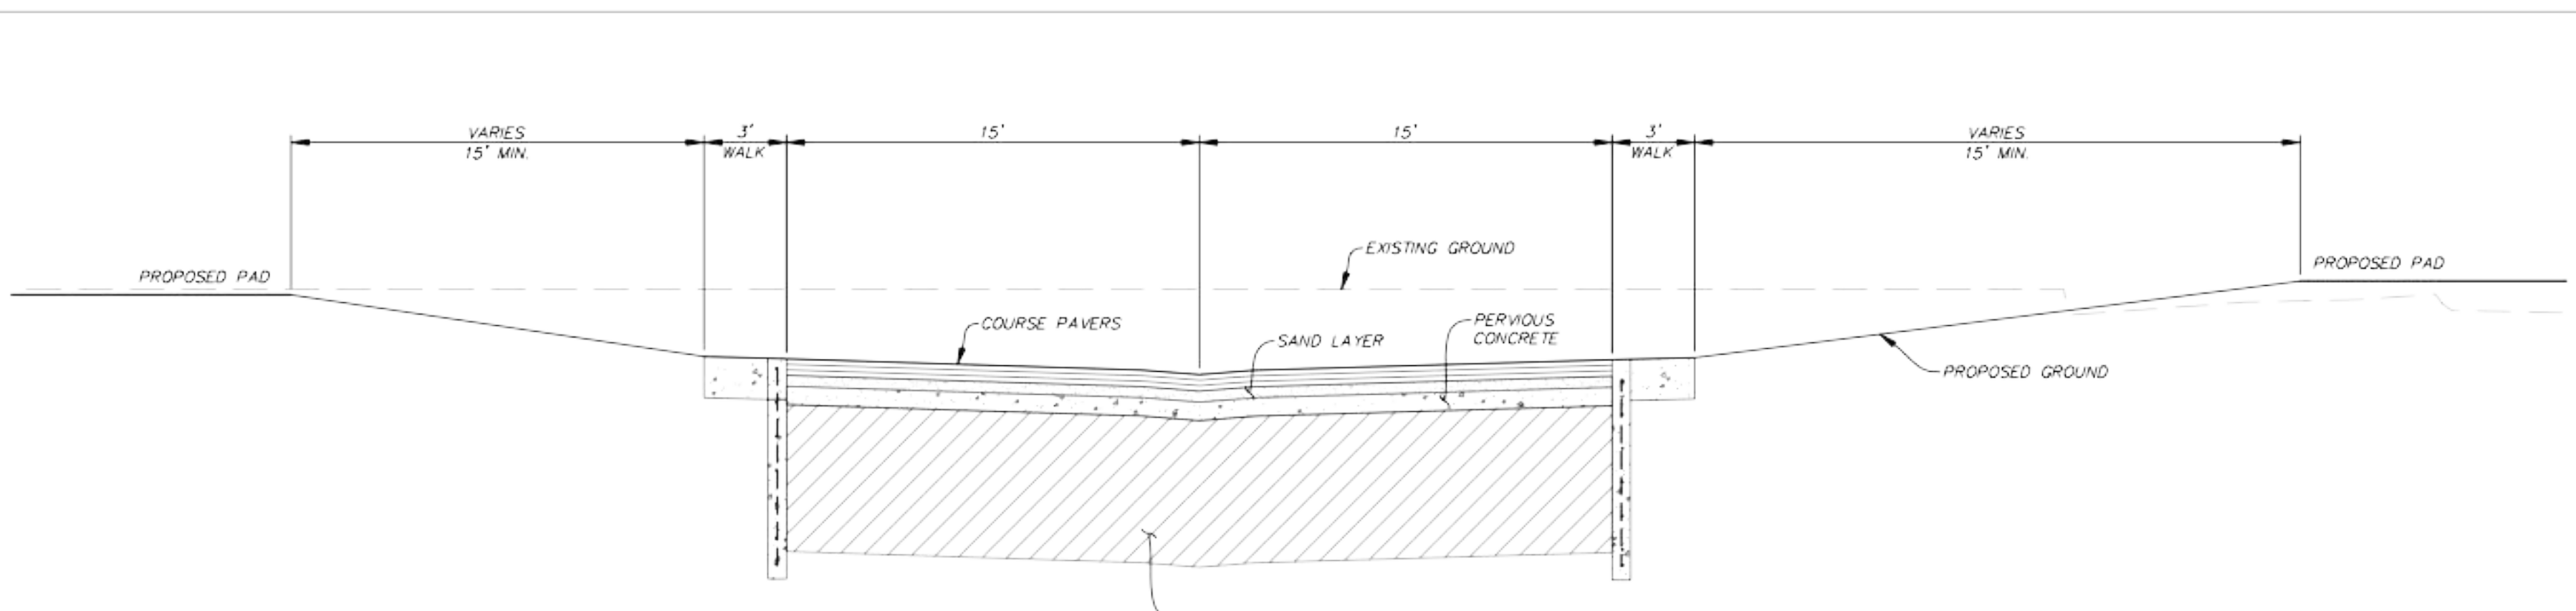 VARIES
15' MIN.
3'
WALK
15'
15'
3'
WALK
VARIES
15' MIN.
EXISTING GROUND
PROPOSED PAD
PROPOSED PAD
COURSE PAVERS
SAND LAYER
PERVIOUS
CONCRETE
PROPOSED GROUND